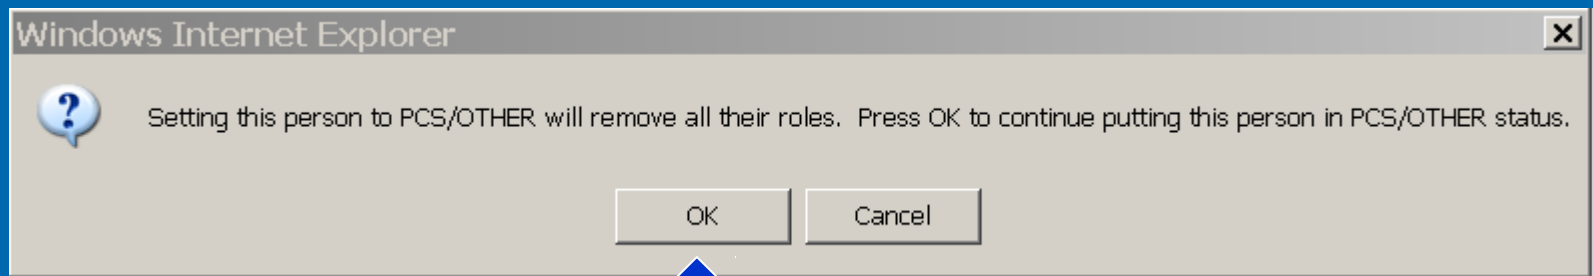 Windows Internet Explorer
Setting this person to PCS/OTHER will remove all their roles.  Press OK to continue putting this person in PCS/OTHER status.
OK
Cancel